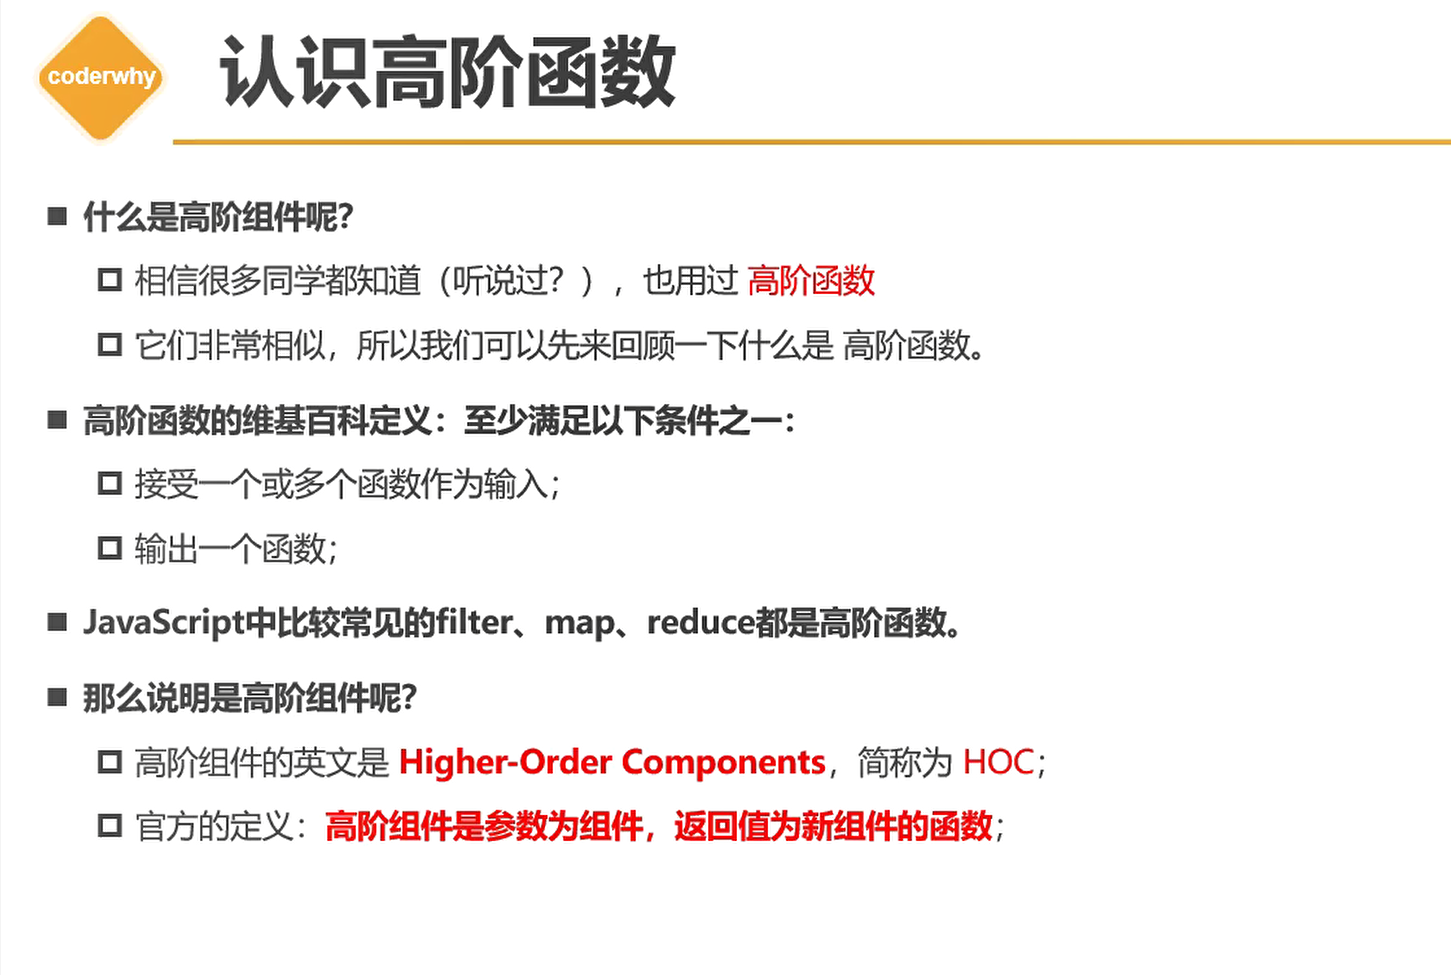 coderwhy
认识高阶函数
什么是高阶组件呢？
相信很多同学都知道（听说过？），也用过 高阶函数
它们非常相似，所以我们可以先来回顾一下什么是 高阶函数。
高阶函数的维基百科定义：至少满足以下条件之一：
接受一个或多个函数作为输入；
输出一个函数；
JavaScript中比较常见的filter、map、reduce都是高阶函数。
那么说明是高阶组件呢？
高阶组件的英文是 Higher-Order Components，简称为 HOC；
官方的定义：高阶组件是参数为组件，返回值为新组件的函数；